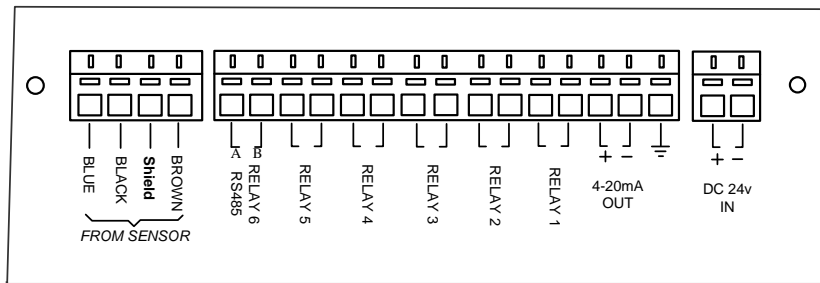 BLUE
BLACK
Shield
BROWN
FROM SENSOR
A B
RS485
RELAY 6
RELAY 5
RELAY 4
RELAY 3
RELAY 2
RELAY 1
+ −
4-20mA
OUT
+ −
DC 24v
IN